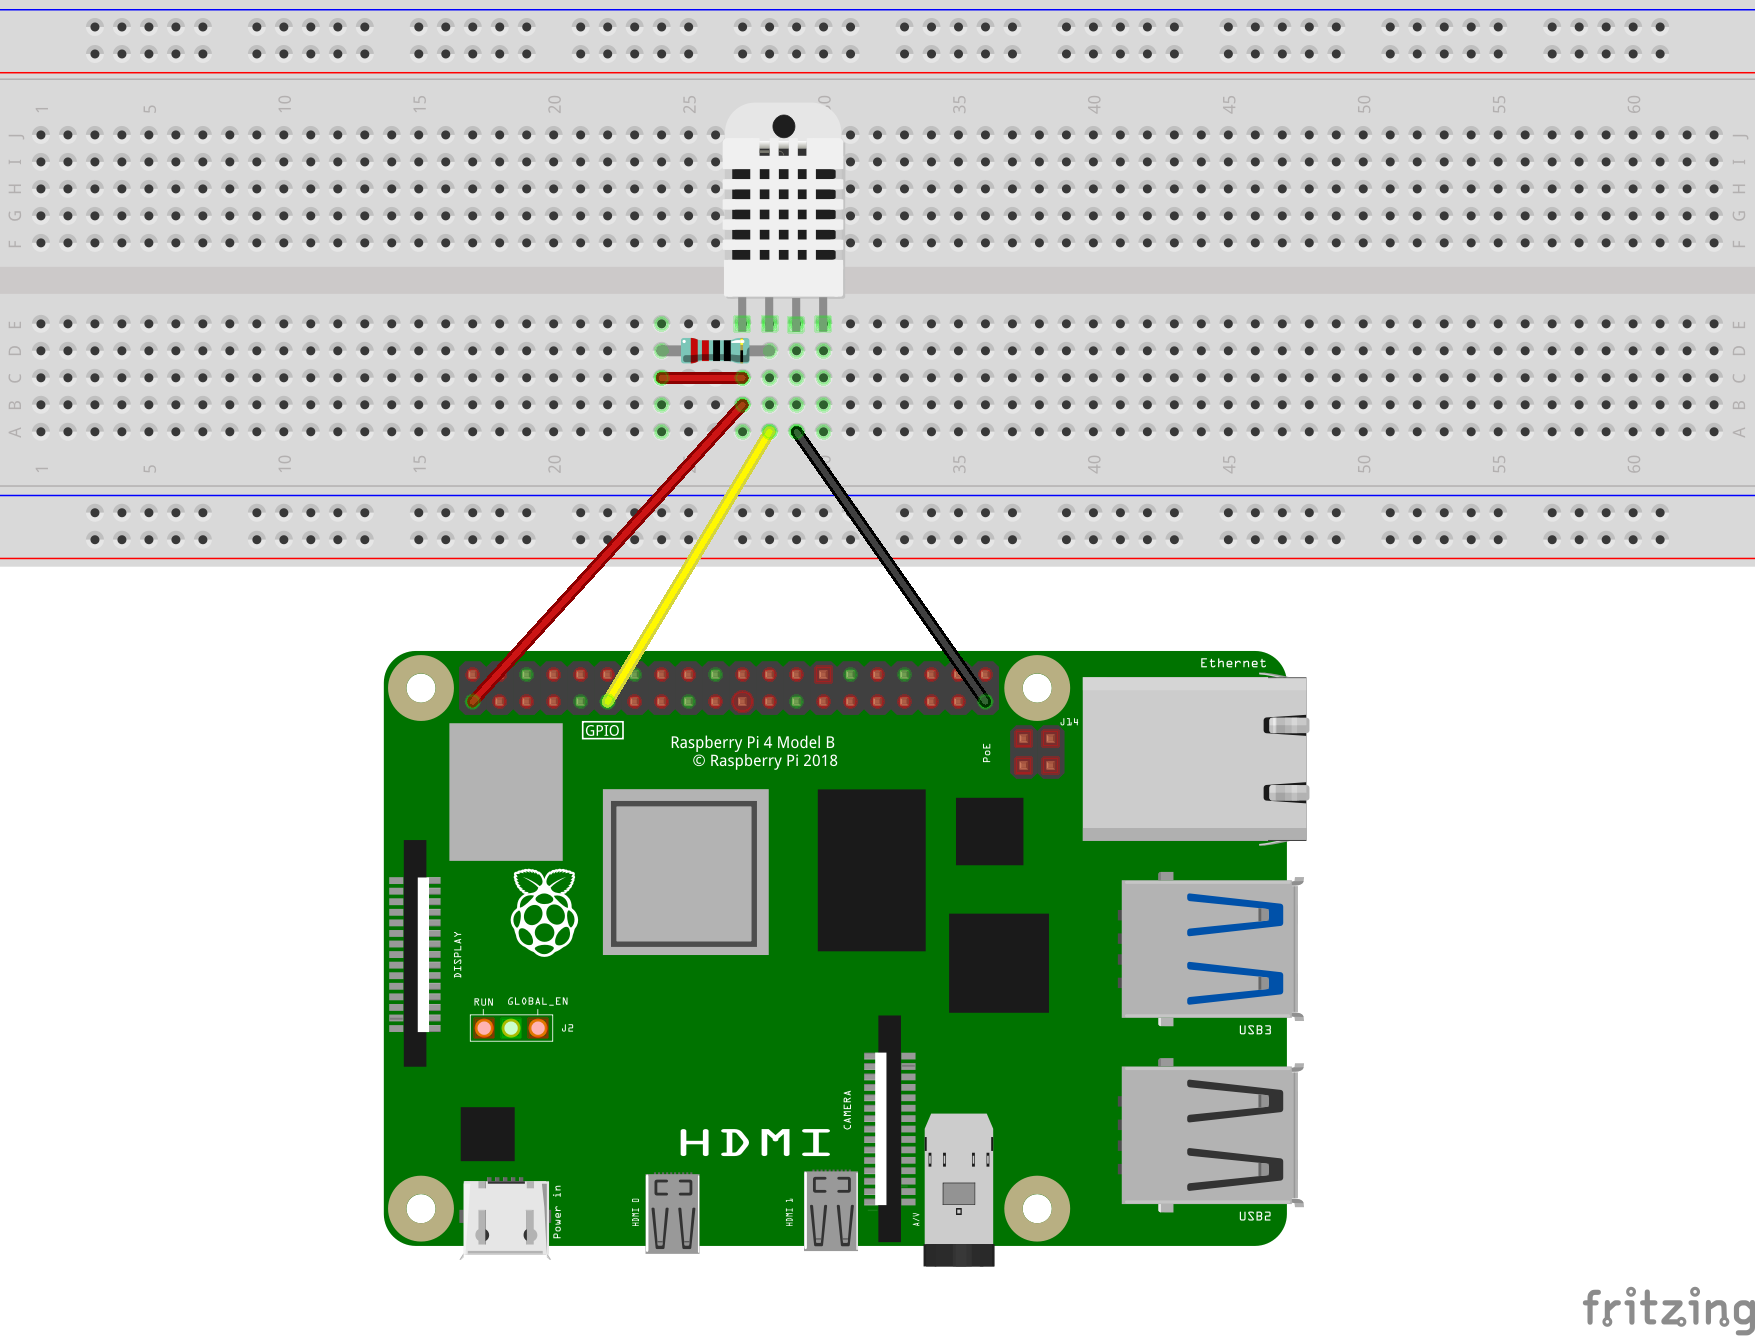 1 5 10 15 20 25 30 35 40 45 50 55 60
J J
I I
H H
G G
F F
E E
D D
C C
B B
A A
1 5 10 15 20 35 40 45 50 55 60
Ethernet
GPIO
J14
Raspberry Pi 4 Model B
© Raspberry Pi 2018
PoE
DISPLAY
RUN GLOBAL_EN
J2
USB3
CAMERA
HDMI
Power in
HDMI 0
HDMI 1
A/V
USB2
fritzing